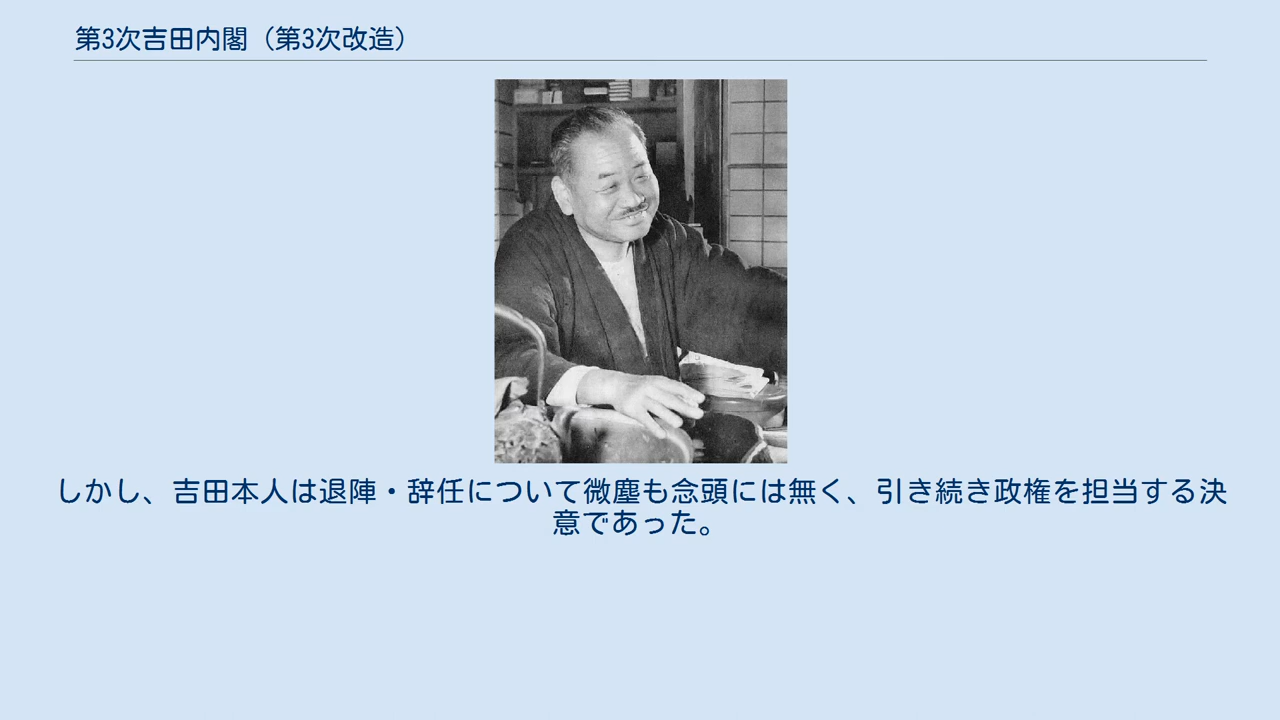 第3次吉田内閣（第3次改造）
しかし、吉田本人は退陣・辞任について微塵も念頭には無く、引き続き政権を担当する決
意であった。